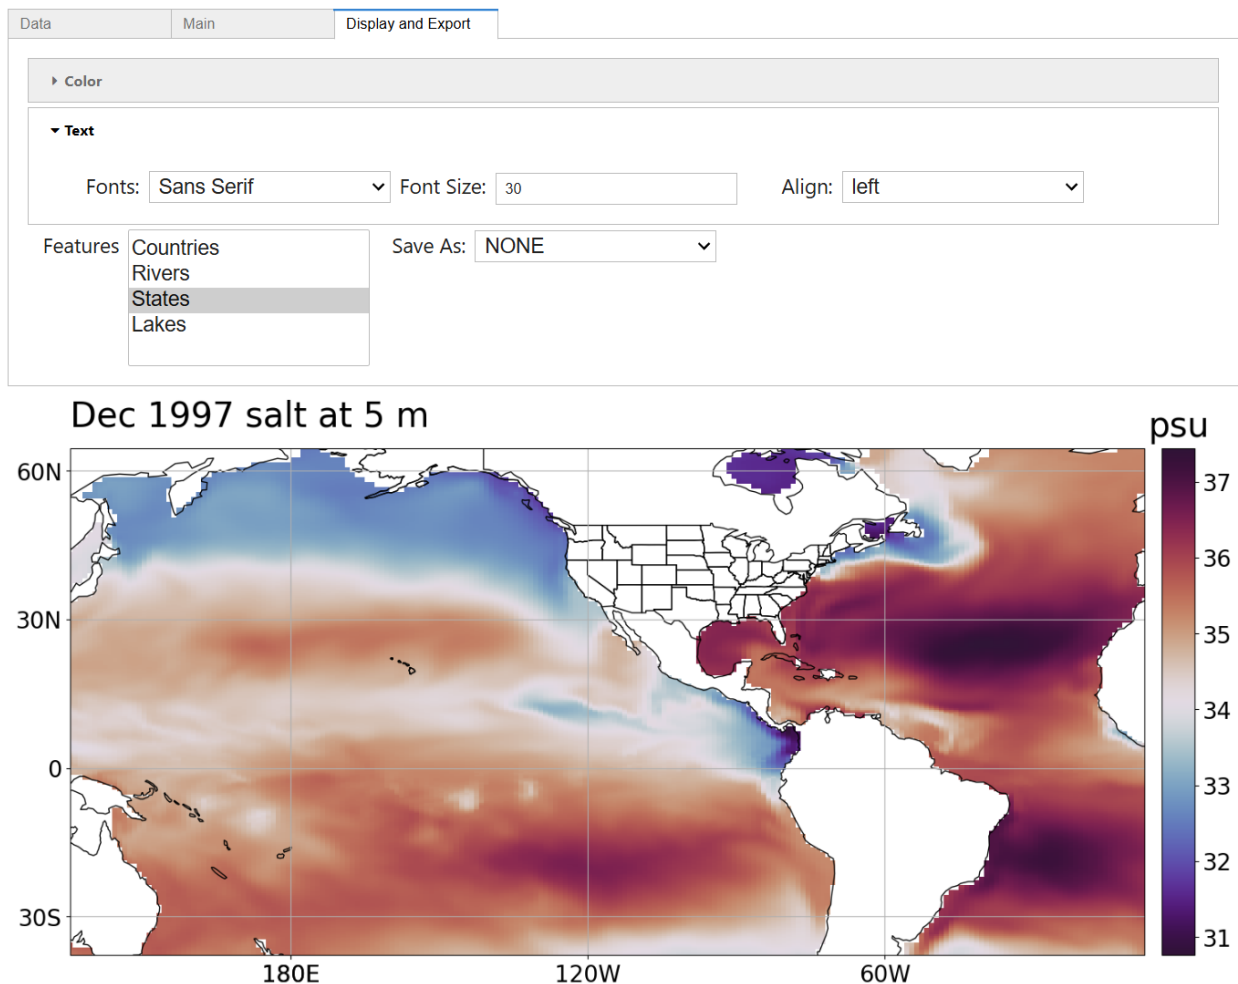 Data Main Display and Export
Color
Text
Fonts: Sans Serif Font Size: 30 Align: left
Features Countries Save As: NONE
Rivers
States
Lakes
Dec 1997 salt at 5 m
psu
60N
30N
0
30S
180E 120W 60W
37
36
35
34
33
32
31